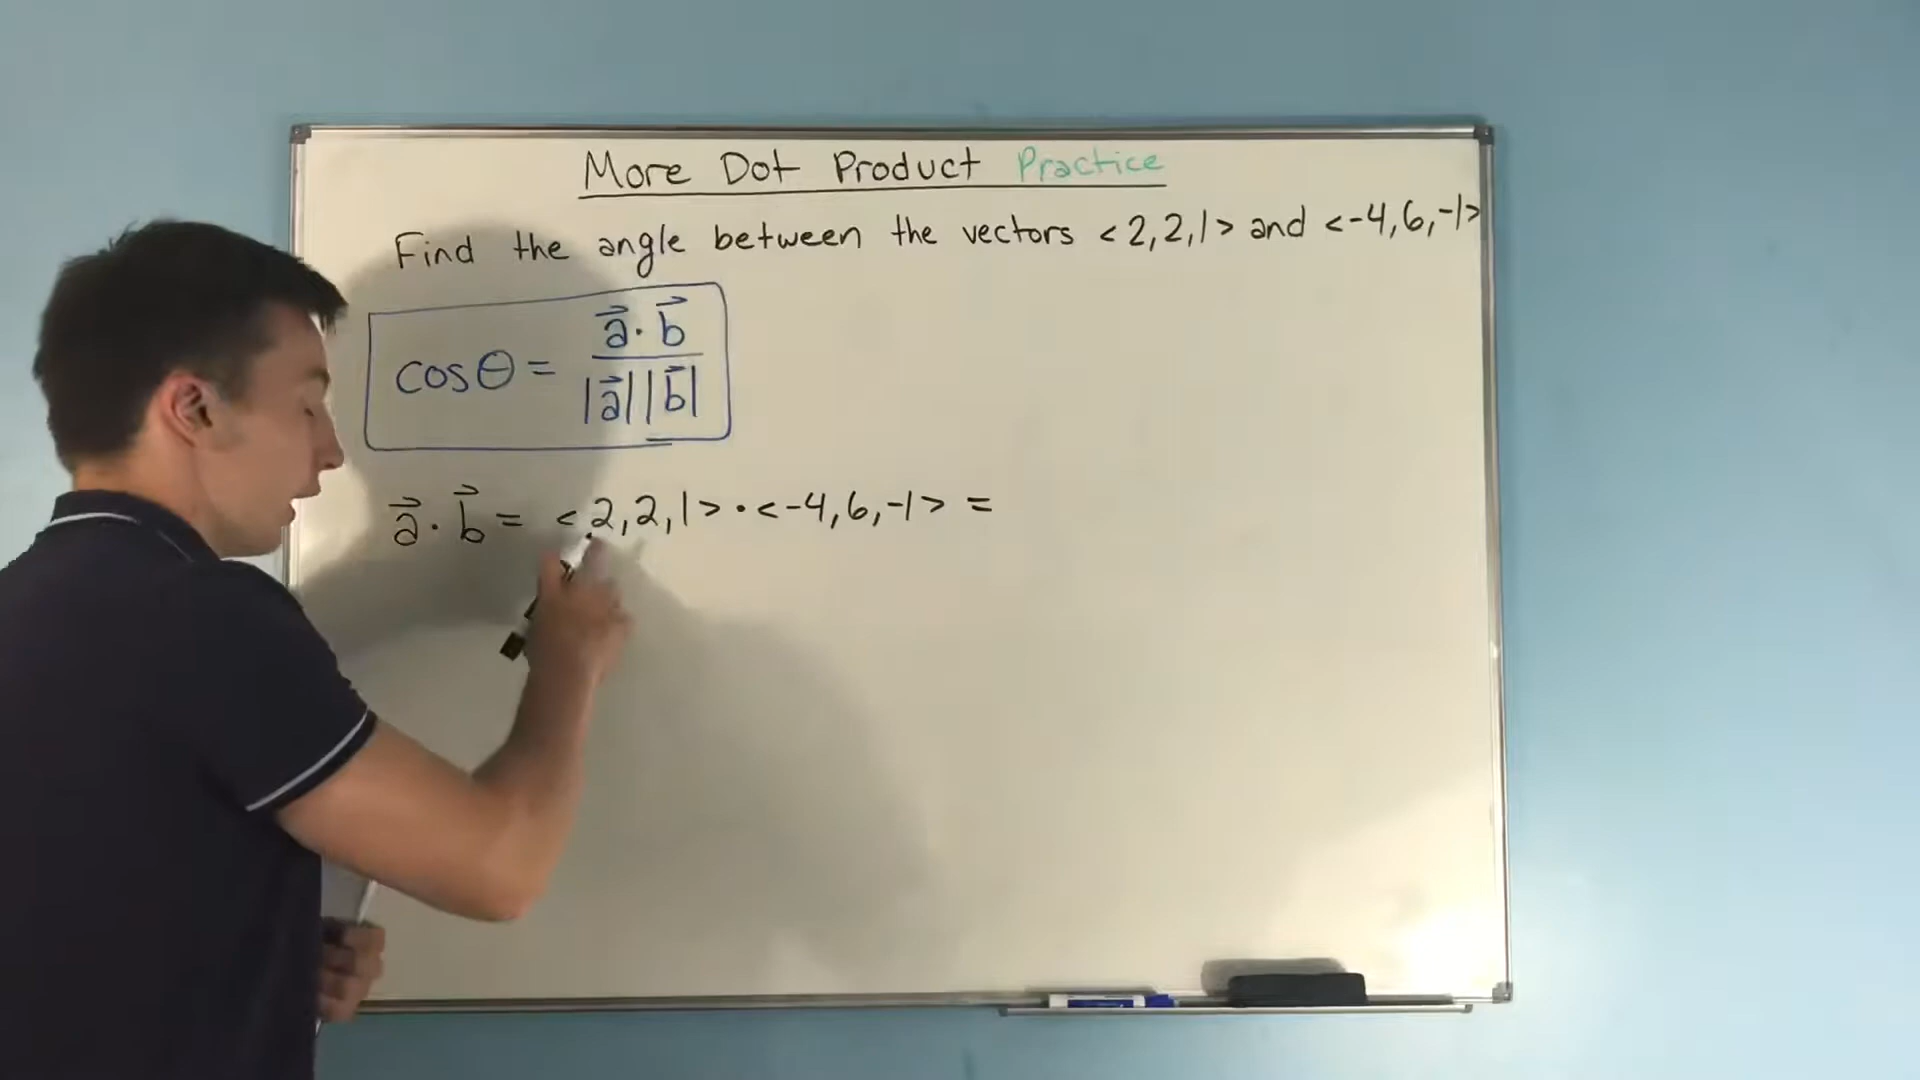 More Dot Product Practice
Find the angle between the vectors <2,2,1> and <-4,6,-1>
cosθ = a⃗·b⃗ / |a⃗||b⃗|
a⃗·b⃗ = <2,2,1>·<-4,6,-1> =